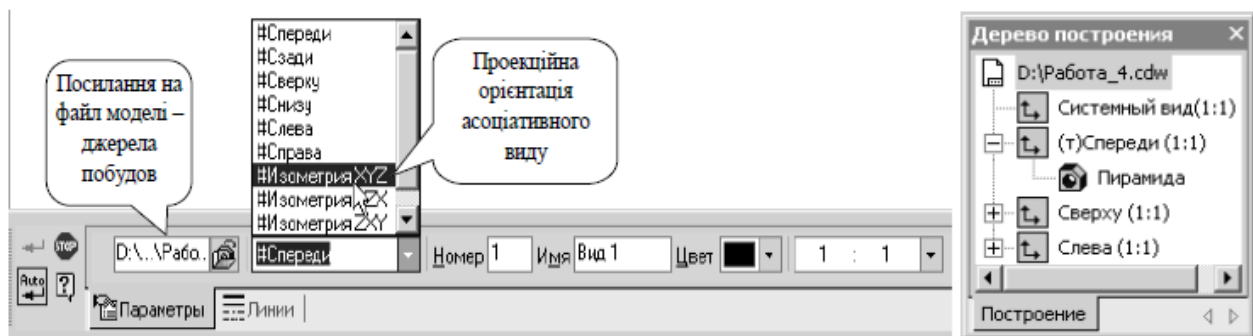 #Спереди
#Сзади
#Сверху
#Снизу
#Слева
#Справа
#Изометрия XYZ
#Изометрия
#Изометрия ZXY
Посилання на
файл моделі –
джерела
побудов
Проекційна
орієнтація
асоціативного
виду
STOP
D:\...\Рабо..
#Спереди
Номер 1
Имя Вид 1
Цвет
1 : 1
Auto
Параметры
Линии
Дерево построения
D:\Работа_4.cdw
Системный вид(1:1)
(т)Спереди (1:1)
Пирамида
Сверху (1:1)
Слева (1:1)
Построение